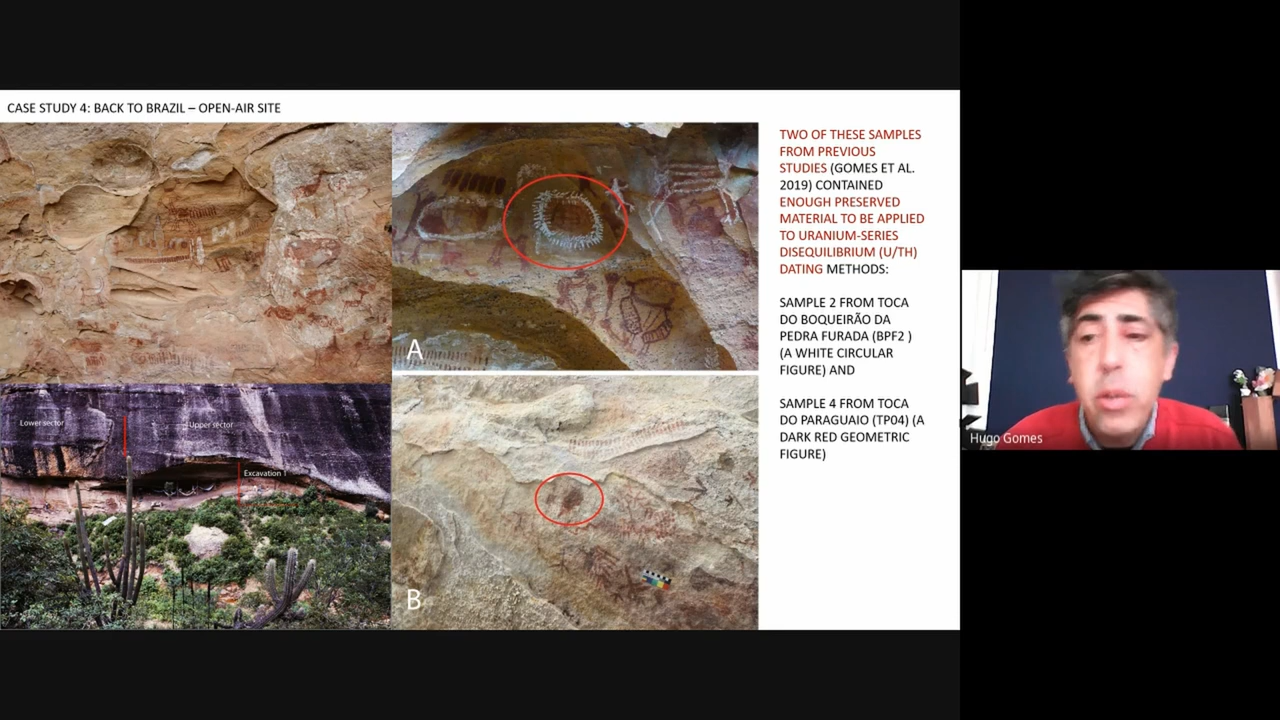 CASE STUDY 4: BACK TO BRAZIL – OPEN-AIR SITE
TWO OF THESE SAMPLES
FROM PREVIOUS
STUDIES (GOMES ET AL.
2019) CONTAINED
ENOUGH PRESERVED
MATERIAL TO BE APPLIED
TO URANIUM-SERIES
DISEQUILIBRIUM (U/TH)
DATING METHODS:
SAMPLE 2 FROM TOCA
DO BOQUEIRÃO DA
PEDRA FURADA (BPF2 )
(A WHITE CIRCULAR
FIGURE) AND
SAMPLE 4 FROM TOCA
DO PARAGUAIO (TP04) (A
DARK RED GEOMETRIC
FIGURE)
A
Lower sector
Upper sector
Excavation 1
B
Hugo Gomes